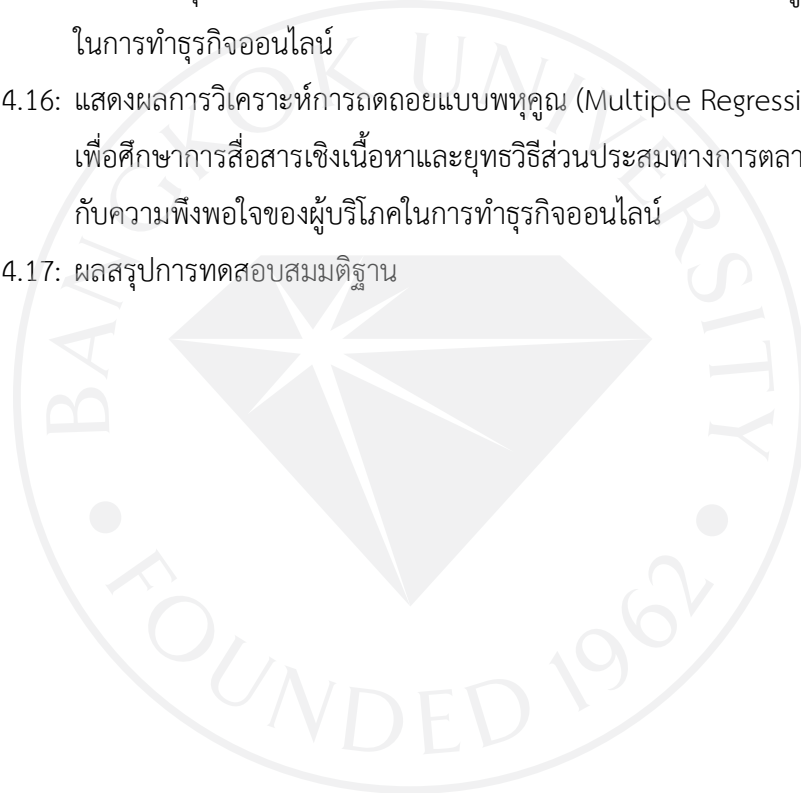 ในการทำธุรกิจออนไลน์
4.16: แสดงผลการวิเคราะห์การถดถอยแบบพหุคูณ (Multiple Regressi
เพื่อศึกษาการสื่อสารเชิงเนื้อหาและยุทธวิธีส่วนประสมทางการตลา
กับความพึงพอใจของผู้บริโภคในการทำธุรกิจออนไลน์
4.17: ผลสรุปการทดสอบสมมติฐาน
BANGKOK UNIVERSITY
FOUNDED 1962